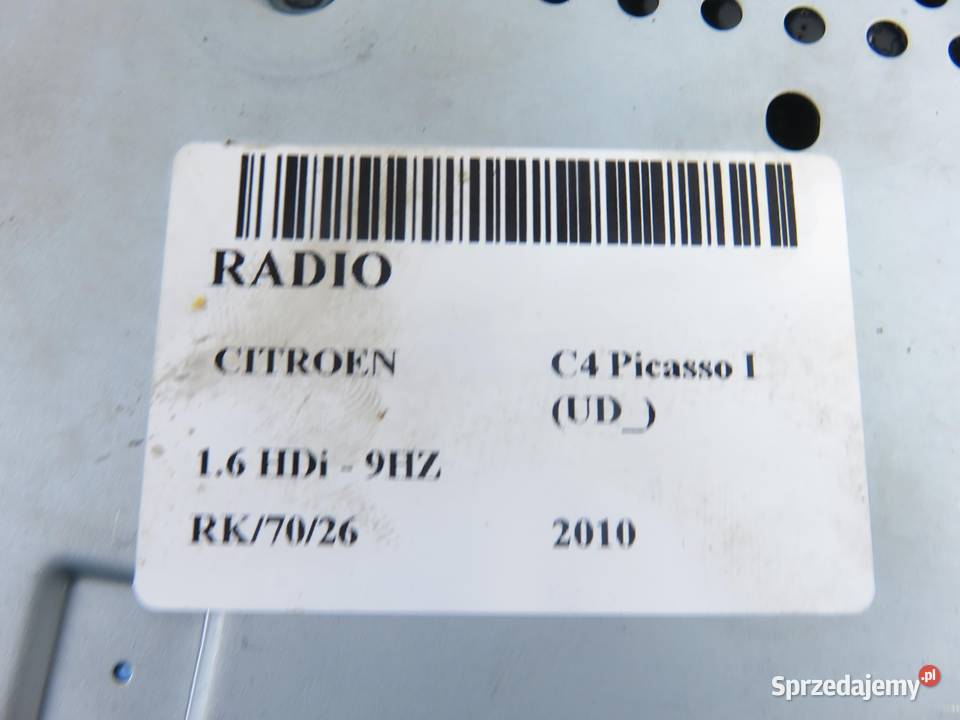 RADIO
CITROEN C4 Picasso I
(UD_)
1.6 HDi - 9HZ
RK/70/26 2010
Sprzedajemy.pl